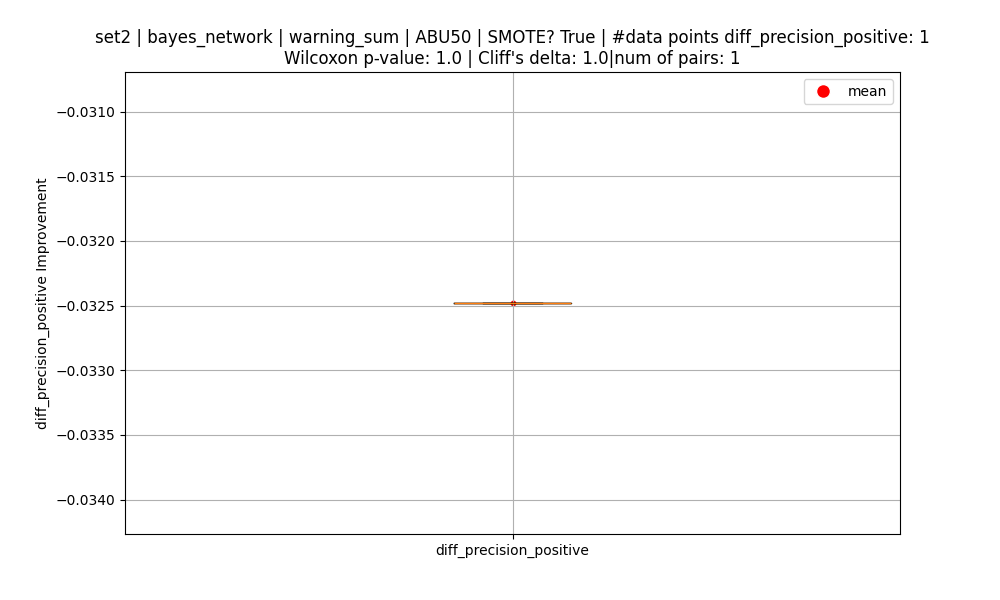 set2 | bayes_network | warning_sum | ABU50 | SMOTE? True | #data points diff_precision_positive: 1
Wilcoxon p-value: 1.0 | Cliff's delta: 1.0|num of pairs: 1
mean
−0.0310
−0.0315
−0.0320
−0.0325
−0.0330
−0.0335
−0.0340
diff_precision_positive Improvement
diff_precision_positive